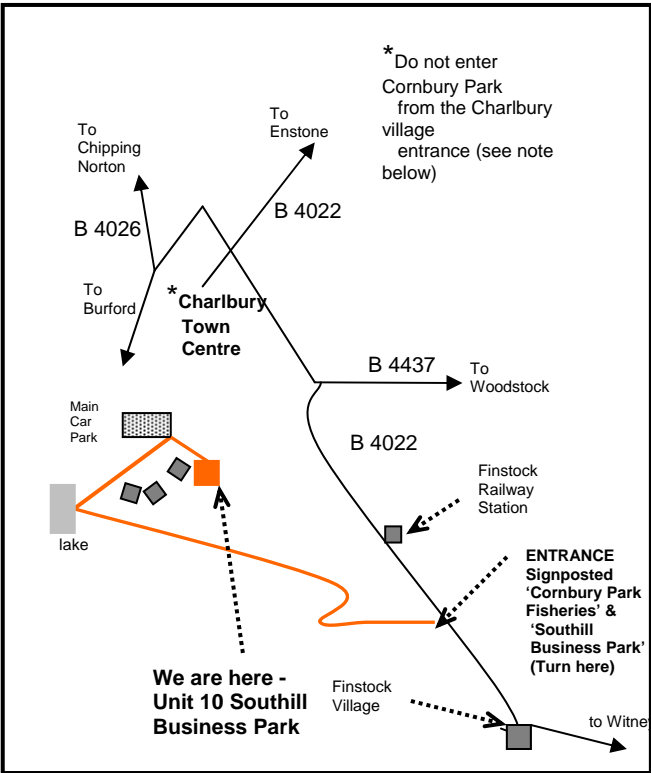 *Do not enter
Cornbury Park
from the Charlbury
village
entrance (see note
below)
To
Enstone
To
Chipping
Norton
B 4022
B 4026
To
Burford
*Charlbury
Town
Centre
B 4437
To
Woodstock
Main
Car
Park
B 4022
Finstock
Railway
Station
lake
ENTRANCE
Signposted
‘Cornbury Park
Fisheries’ &
‘Southill
Business Park’
(Turn here)
We are here -
Unit 10 Southill
Business Park
Finstock
Village
to Witney